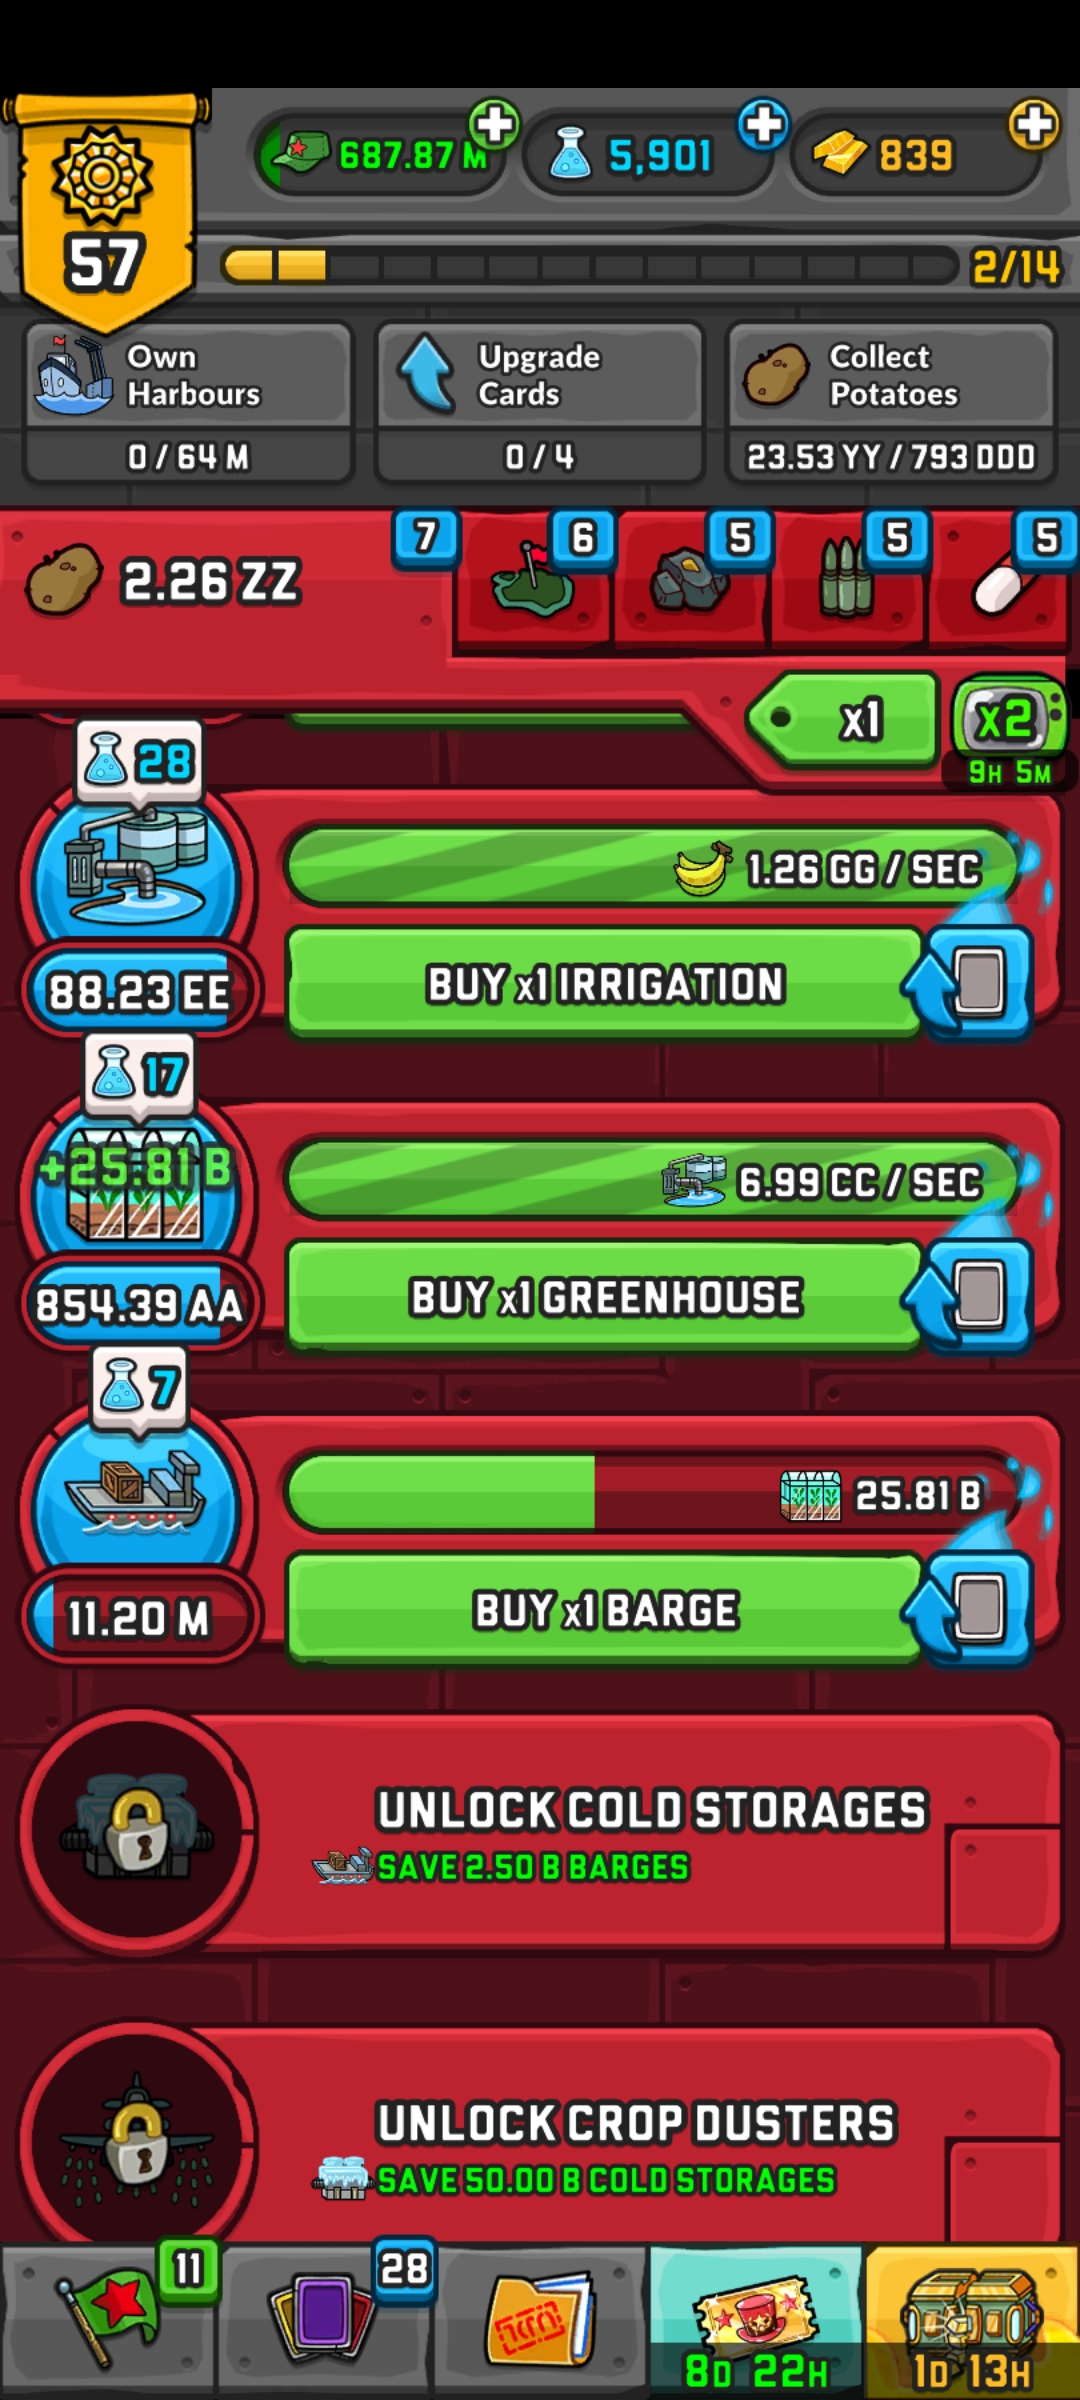 687.87 M
5,901
839
57
2/14
Own
Harbours
0 / 64 M
Upgrade
Cards
0 / 4
Collect
Potatoes
23.53 YY / 793 DDD
2.26 ZZ
7
6
5
5
5
x1
x2
9H 5M
28
1.26 GG / SEC
88.23 EE
BUY x1 IRRIGATION
17
+25.81 B
6.99 CC / SEC
854.39 AA
BUY x1 GREENHOUSE
7
25.81 B
11.20 M
BUY x1 BARGE
UNLOCK COLD STORAGES
SAVE 2.50 B BARGES
UNLOCK CROP DUSTERS
SAVE 50.00 B COLD STORAGES
11
28
8D 22H
1D 13H